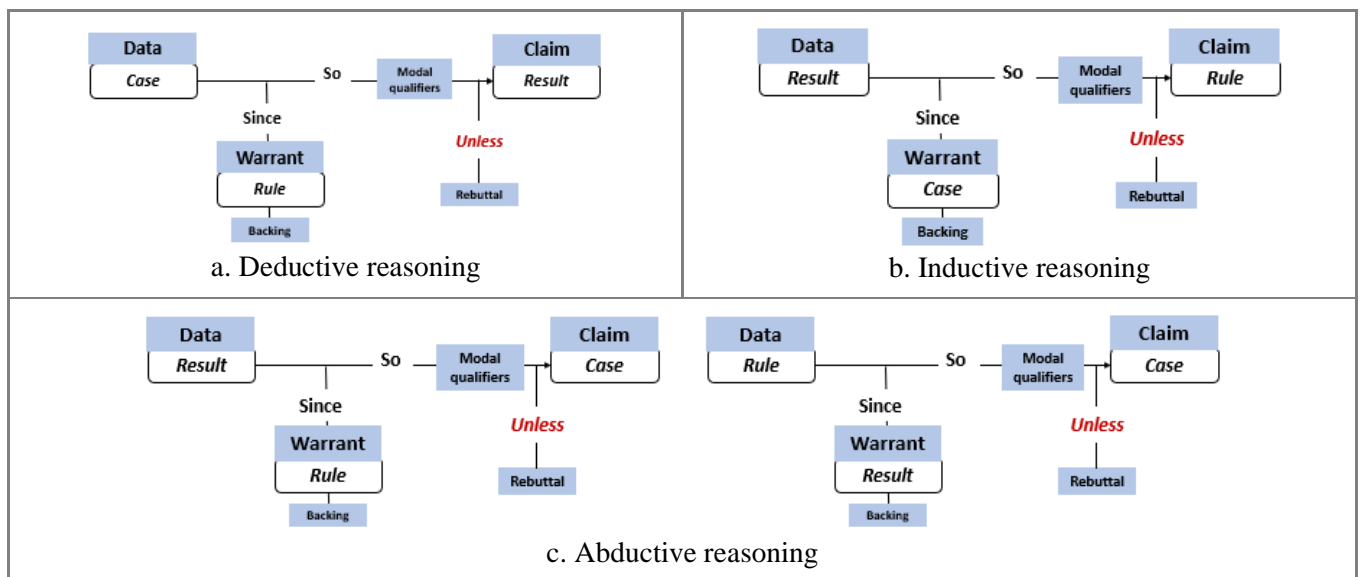 Data
Case
So
Modal
qualifiers
Claim
Result
Since
Warrant
Rule
Backing
Unless
Rebuttal
a. Deductive reasoning
Data
Result
So
Modal
qualifiers
Claim
Rule
Since
Warrant
Case
Backing
Unless
Rebuttal
b. Inductive reasoning
Data
Result
So
Modal
qualifiers
Claim
Case
Since
Warrant
Rule
Backing
Unless
Rebuttal
Data
Rule
So
Modal
qualifiers
Claim
Case
Since
Warrant
Result
Backing
Unless
Rebuttal
c. Abductive reasoning